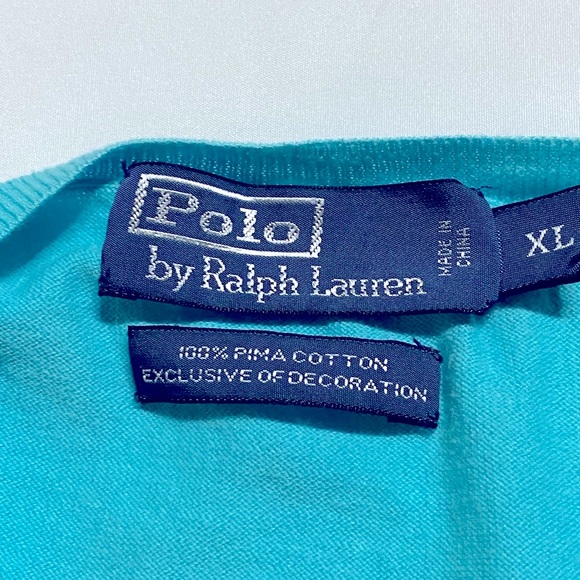 Polo
by Ralph Lauren
MADE IN
CHINA
XL
100% PIMA COTTON
EXCLUSIVE OF DECORATION